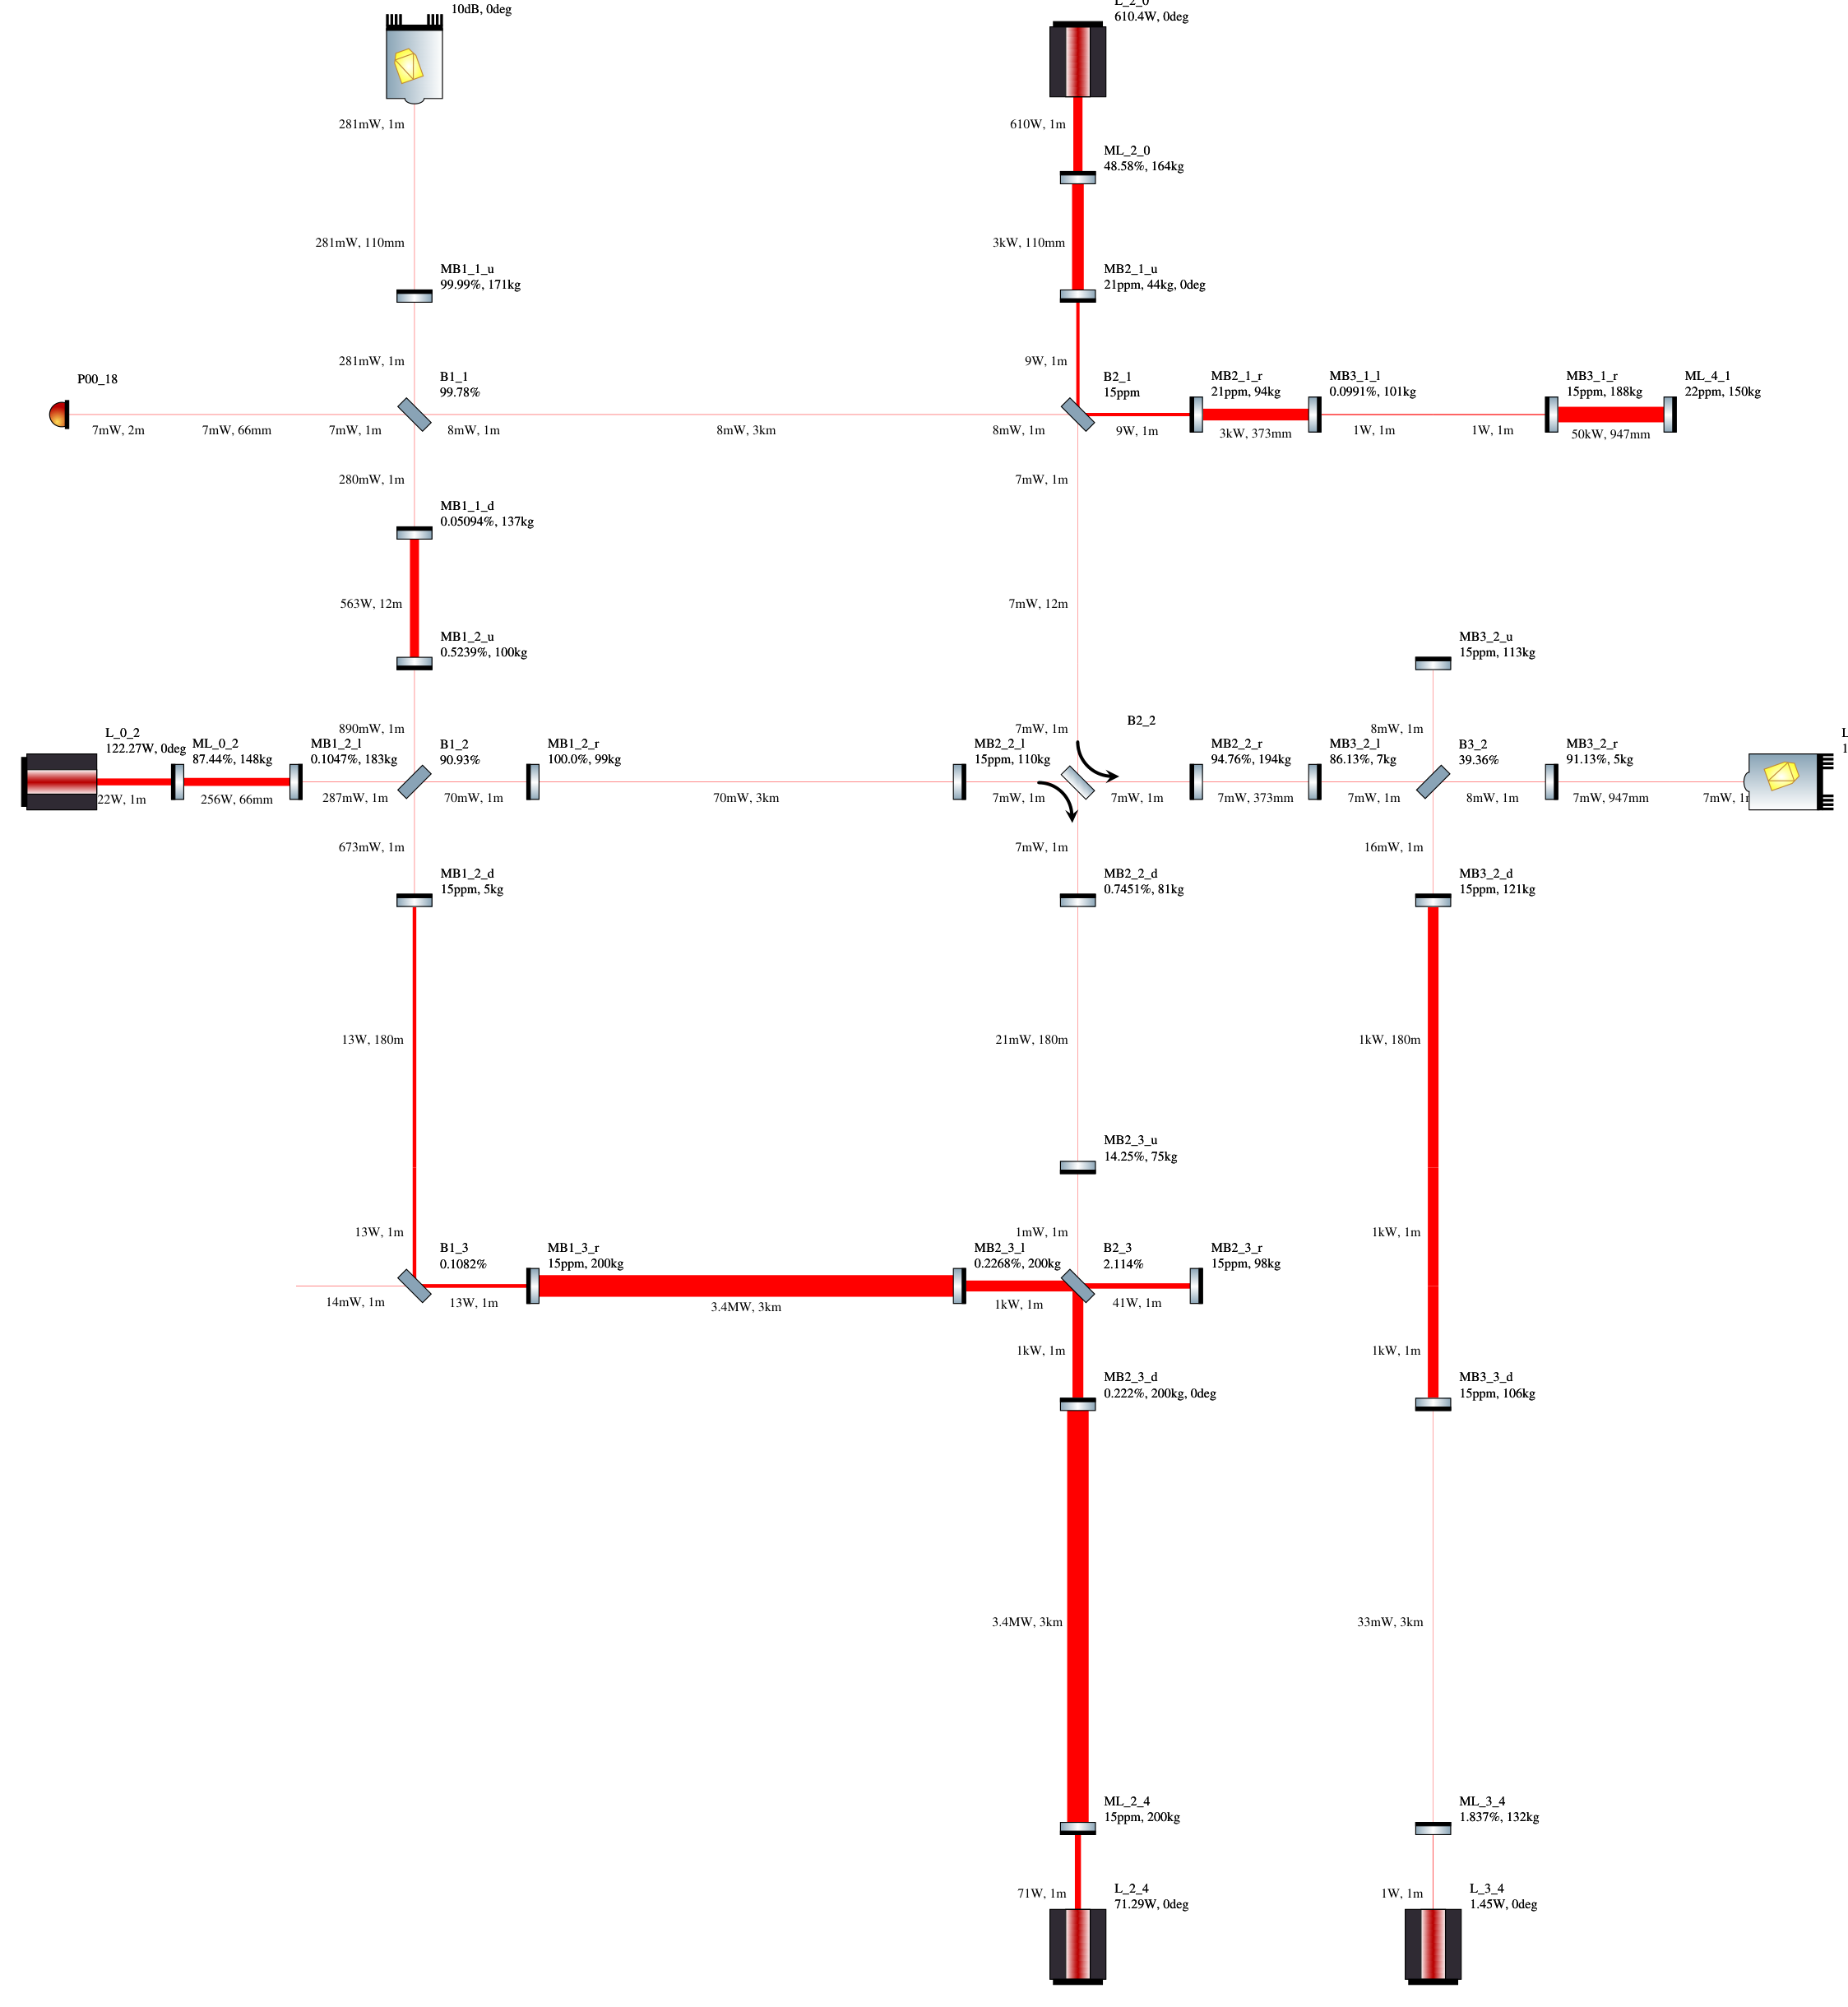 10dB, 0deg
L_2_0
610.4W, 0deg
281mW, 1m
610W, 1m
ML_2_0
48.58%, 164kg
281mW, 110mm
3kW, 110mm
MB1_1_u
99.99%, 171kg
MB2_1_u
21ppm, 44kg, 0deg
281mW, 1m
9W, 1m
P00_18
B1_1
99.78%
B2_1
15ppm
MB2_1_r
21ppm, 94kg
MB3_1_l
0.0991%, 101kg
MB3_1_r
15ppm, 188kg
ML_4_1
22ppm, 150kg
7mW, 2m
7mW, 66mm
7mW, 1m
8mW, 1m
8mW, 3km
8mW, 1m
9W, 1m
3kW, 373mm
1W, 1m
1W, 1m
50kW, 947mm
280mW, 1m
7mW, 1m
MB1_1_d
0.05094%, 137kg
563W, 12m
7mW, 12m
MB1_2_u
0.5239%, 100kg
MB3_2_u
15ppm, 113kg
890mW, 1m
7mW, 1m
B2_2
8mW, 1m
L_0_2
122.27W, 0deg
ML_0_2
87.44%, 148kg
MB1_2_l
0.1047%, 183kg
B1_2
90.93%
MB1_2_r
100.0%, 99kg
MB2_2_l
15ppm, 110kg
MB2_2_r
94.76%, 194kg
MB3_2_l
86.13%, 7kg
B3_2
39.36%
MB3_2_r
91.13%, 5kg
22W, 1m
256W, 66mm
287mW, 1m
70mW, 1m
70mW, 3km
7mW, 1m
7mW, 1m
7mW, 373mm
7mW, 1m
8mW, 1m
7mW, 947mm
673mW, 1m
7mW, 1m
16mW, 1m
MB1_2_d
15ppm, 5kg
MB2_2_d
0.7451%, 81kg
MB3_2_d
15ppm, 121kg
13W, 180m
21mW, 180m
1kW, 180m
MB2_3_u
14.25%, 75kg
13W, 1m
1mW, 1m
1kW, 1m
B1_3
0.1082%
MB1_3_r
15ppm, 200kg
MB2_3_l
0.2268%, 200kg
B2_3
2.114%
MB2_3_r
15ppm, 98kg
14mW, 1m
13W, 1m
3.4MW, 3km
1kW, 1m
41W, 1m
1kW, 1m
1kW, 1m
MB2_3_d
0.222%, 200kg, 0deg
MB3_3_d
15ppm, 106kg
3.4MW, 3km
33mW, 3km
ML_2_4
15ppm, 200kg
ML_3_4
1.837%, 132kg
71W, 1m
L_2_4
71.29W, 0deg
1W, 1m
L_3_4
1.45W, 0deg